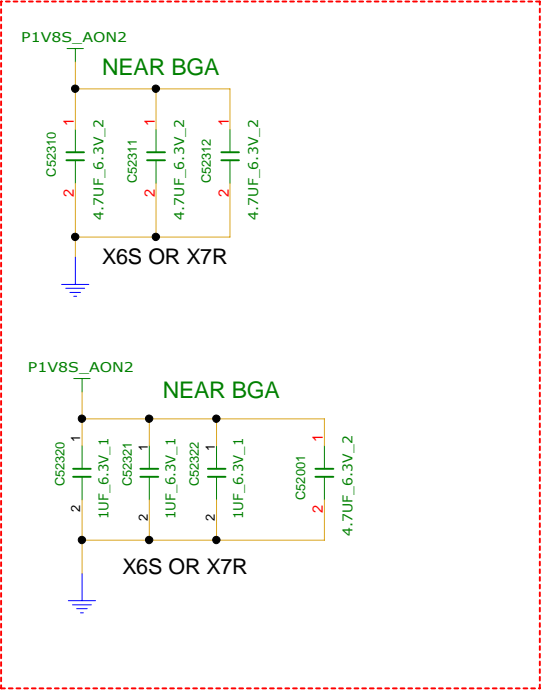 P1V8S_AON2
NEAR BGA
1
1
1
C52310
4.7UF_6.3V_2
C52311
4.7UF_6.3V_2
C52312
4.7UF_6.3V_2
2
2
2
X6S OR X7R
P1V8S_AON2
NEAR BGA
1
1
1
1
C52320
1UF_6.3V_1
C52321
1UF_6.3V_1
C52322
1UF_6.3V_1
C52001
4.7UF_6.3V_2
2
2
2
2
X6S OR X7R